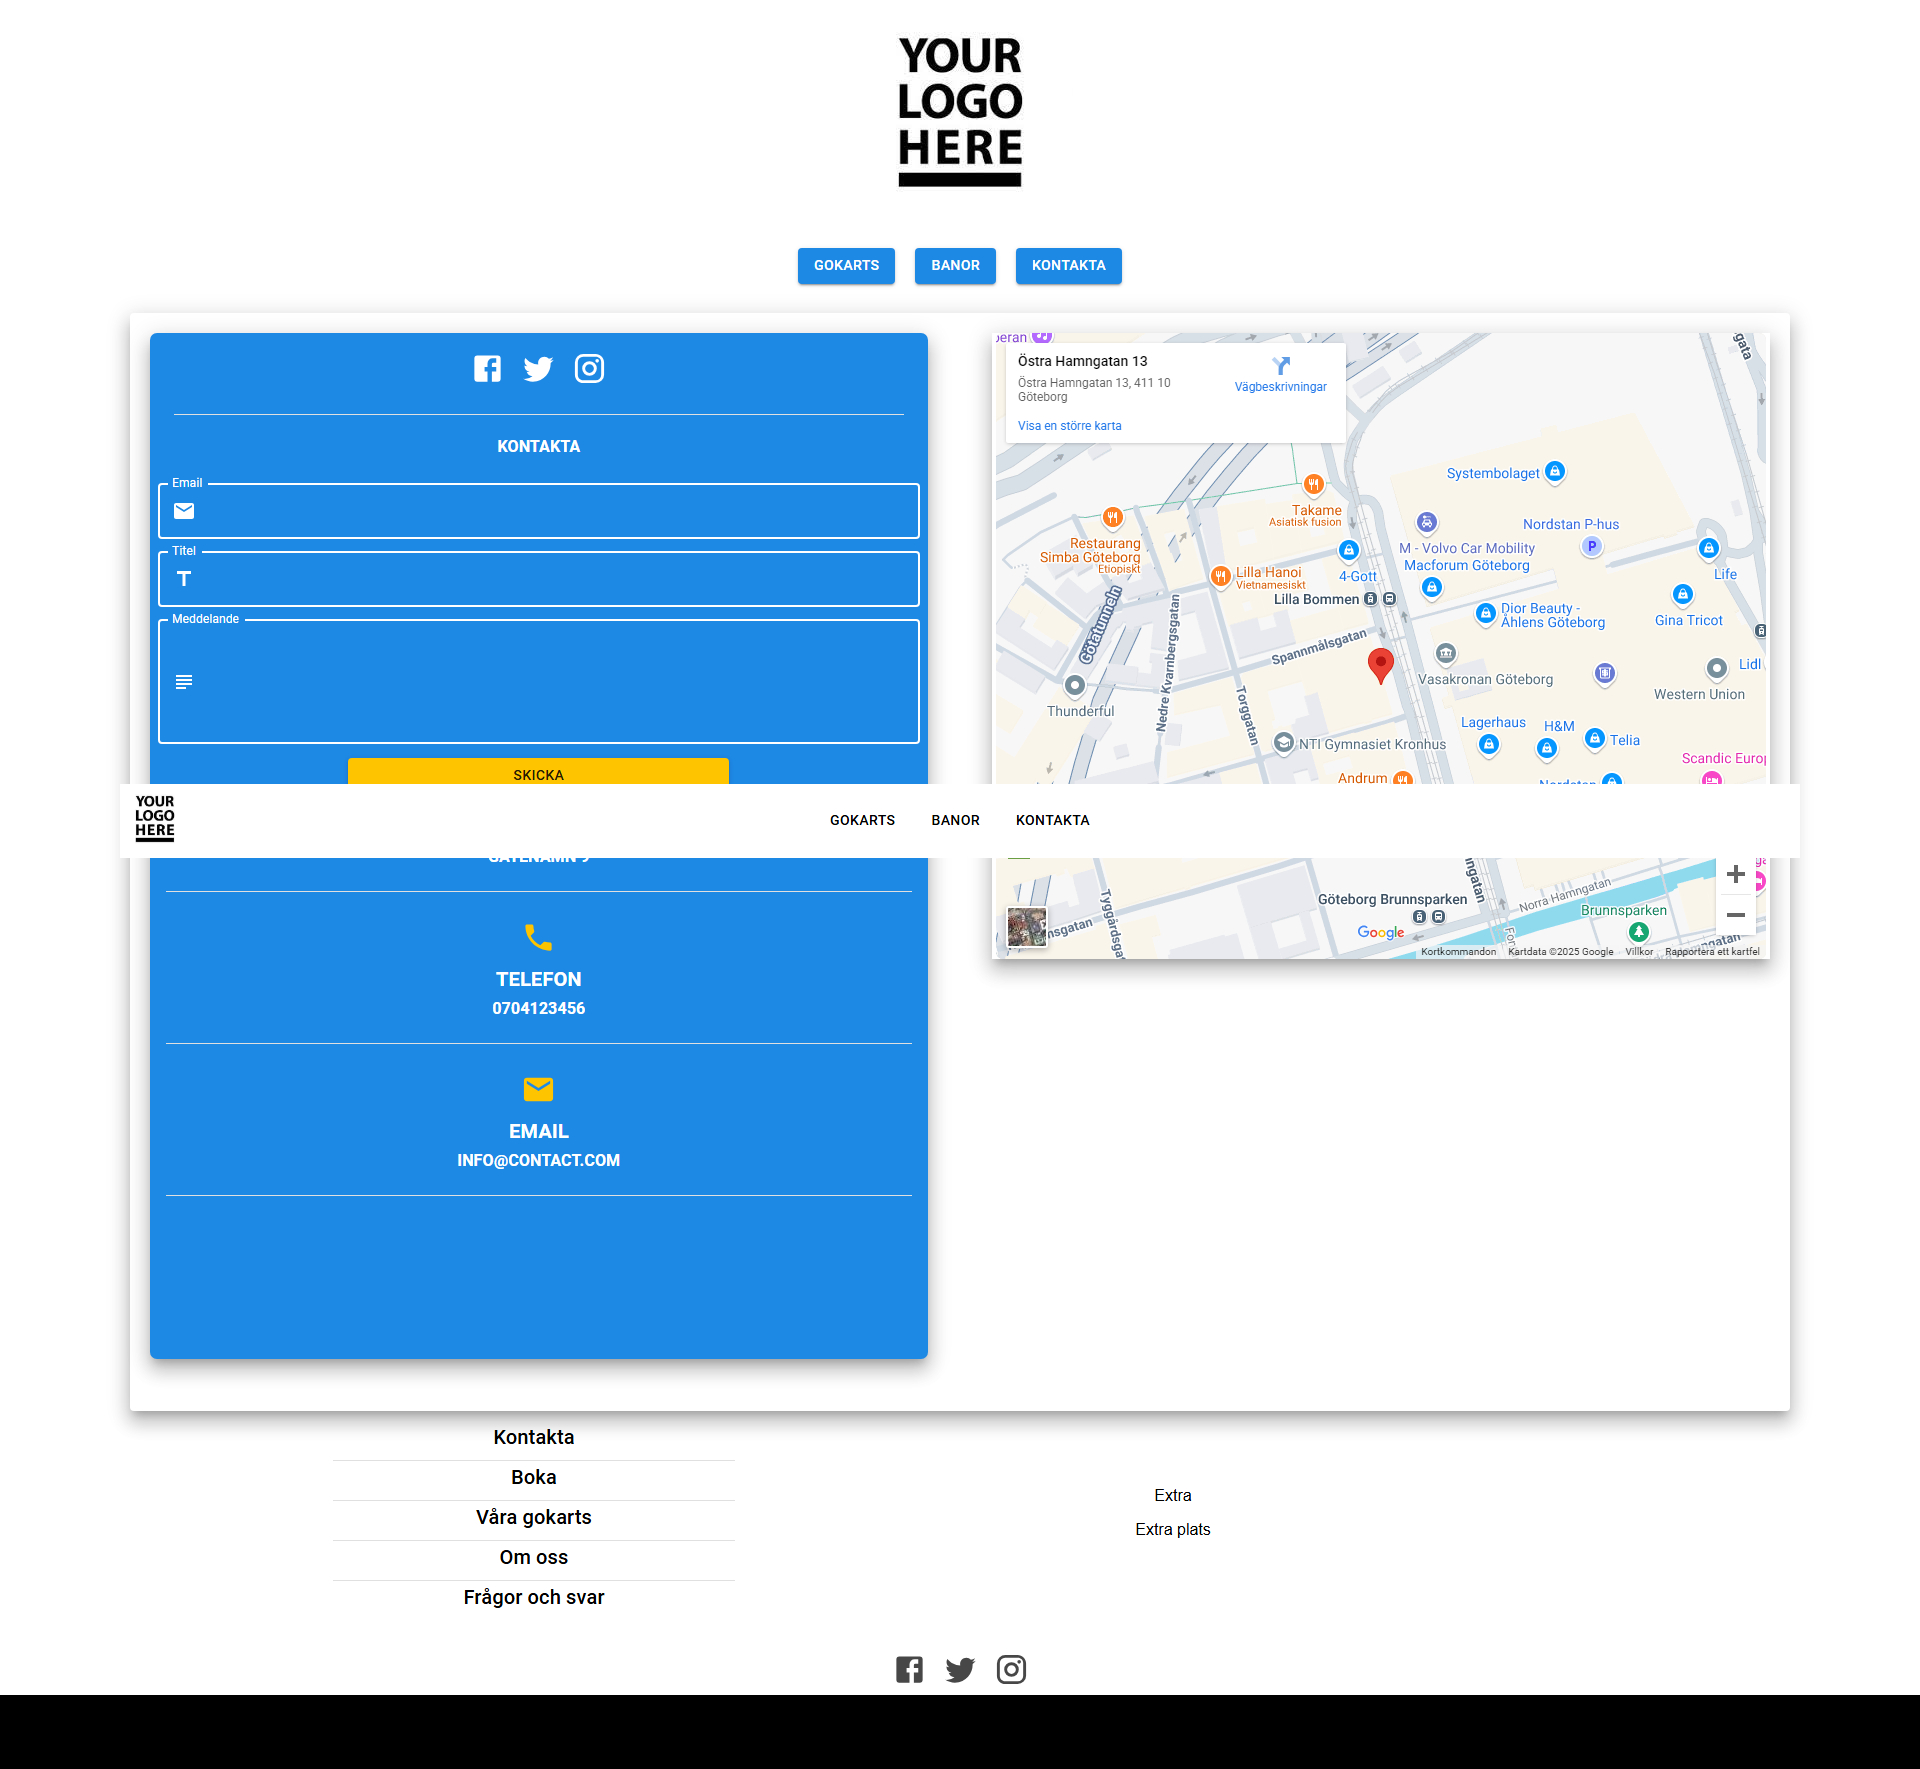 YOUR
LOGO
HERE
GOKARTS BANOR KONTAKTA
KONTAKTA
Email
Titel
Meddelande
SKICKA
Östra Hamngatan 13
Östra Hamngatan 13, 411 10
Göteborg
Vägbeskrivningar
Visa en större karta
Systembolaget
Takame
Asiatisk fusion
Nordstan P-hus
Restaurang
Simba Göteborg
Etiopiskt
M - Volvo Car Mobility
Macforum Göteborg
Lilla Hanoi
Vietnamesiskt
4-Gott
Life
Lilla Bommen
Dior Beauty -
Åhlens Göteborg
Gina Tricot
Götatunneln
Nedre Kvarnbergsgatan
Spannmålsgatan
Torggatan
Vasakronan Göteborg
Lidl
Western Union
Thunderful
Lagerhaus
H&M
Telia
NTI Gymnasiet Kronhus
Scandic Europ
Andrum
Nordstan
YOUR
LOGO
HERE
GOKARTS BANOR KONTAKTA
GATENAMN 9
TELEFON
0704123456
EMAIL
INFO@CONTACT.COM
Tyggårdsga
Göteborg Brunnsparken
Norra Hamngatan
Brunnsparken
Google
Kortkommandon Kartdata ©2025 Google Villkor Rapportera ett kartfel
Kontakta
Boka
Våra gokarts
Om oss
Frågor och svar
Extra
Extra plats